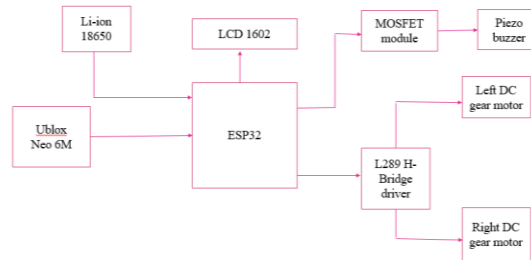 Li-ion
18650
LCD 1602
MOSFET
module
Piezo
buzzer
Ublox
Neo 6M
ESP32
Left DC
gear motor
L289 H-
Bridge
driver
Right DC
gear motor